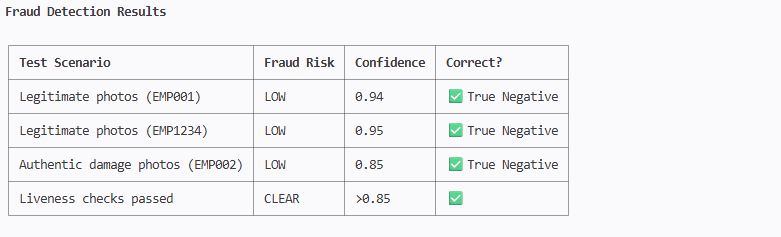 Fraud Detection Results
Test Scenario Fraud Risk Confidence Correct?
Legitimate photos (EMP001) LOW 0.94 ✅ True Negative
Legitimate photos (EMP1234) LOW 0.95 ✅ True Negative
Authentic damage photos (EMP002) LOW 0.85 ✅ True Negative
Liveness checks passed CLEAR >0.85 ✅